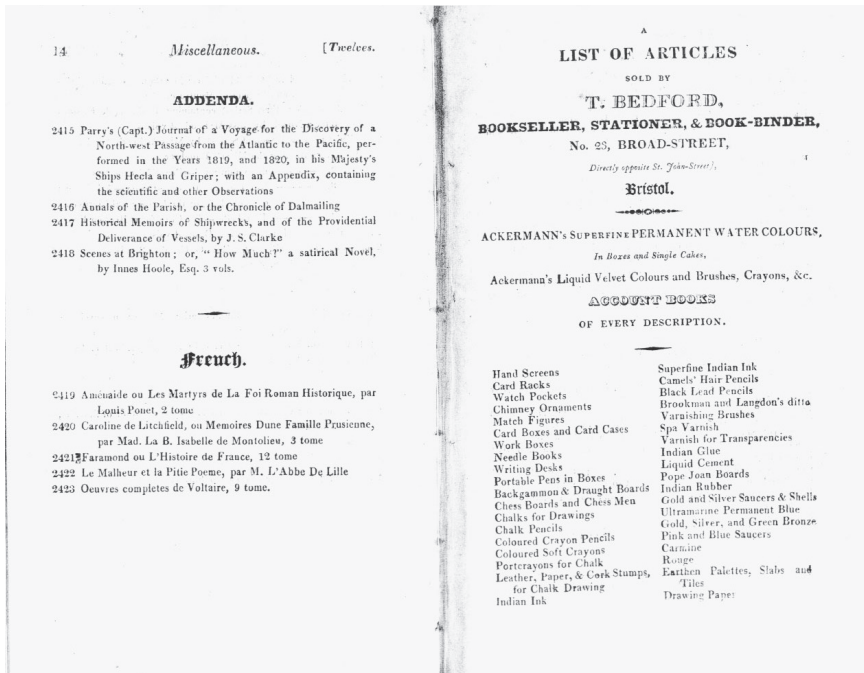 14 Miscellaneous. [Twelves.
ADDENDA.
2415 Parry's (Capt.) Journal of a Voyage for the Discovery of a
North-west Passage from the Atlantic to the Pacific, per-
formed in the Years 1819, and 1820, in his Majesty's
Ships Hecla and Griper; with an Appendix, containing
the scientific and other Observations
2416 Annals of the Parish, or the Chronicle of Dalmailing
2417 Historical Memoirs of Shipwrecks, and of the Providential
Deliverance of Vessels, by J. S. Clarke
2418 Scenes at Brighton; or, "How Much?" a satirical Novel,
by Innes Hoole, Esq. 3 vols.
French.
2419 Amenaide ou Les Martyrs de La Foi Roman Historique, par
Louis Ponet, 2 tome
2420 Caroline de Litchfield, ou Memoires Dune Famille Prusienne,
par Mad. La B. Isabelle de Montolieu, 3 tome
2421 Faramond ou L'Histoire de France, 12 tome
2422 Le Malheur et la Pitie Poeme, par M. L'Abbe De Lille
2423 Oeuvres completes de Voltaire, 9 tome.
A
LIST OF ARTICLES
SOLD BY
T. BEDFORD,
BOOKSELLER, STATIONER, & BOOK-BINDER,
No. 23, BROAD-STREET,
Directly opposite St. John-Street,
Bristol.
ACKERMANN's SUPERFINE PERMANENT WATER COLOURS,
In Boxes and Single Cakes,
Ackermann's Liquid Velvet Colours and Brushes, Crayons, &c.
ACCOUNT BOOKS
OF EVERY DESCRIPTION.
Hand Screens
Card Racks
Watch Pockets
Chimney Ornaments
Match Figures
Card Boxes and Card Cases
Work Boxes
Needle Books
Writing Desks
Portable Pens in Boxes
Backgammon & Draught Boards
Chess Boards and Chess Men
Chalks for Drawings
Chalk Pencils
Coloured Crayon Pencils
Coloured Soft Crayons
Portcrayons for Chalk
Leather, Paper, & Cork Stumps,
for Chalk Drawing
Indian Ink
Superfine Indian Ink
Camels' Hair Pencils
Black Lead Pencils
Brookman and Langdon's ditto
Varnishing Brushes
Spa Varnish
Varnish for Transparencies
Indian Glue
Liquid Cement
Pope Joan Boards
Indian Rubber
Gold and Silver Saucers & Shells
Ultramarine Permanent Blue
Gold, Silver, and Green Bronze
Pink and Blue Saucers
Carmine
Rouge
Earthen Palettes, Slabs and
Tiles
Drawing Paper